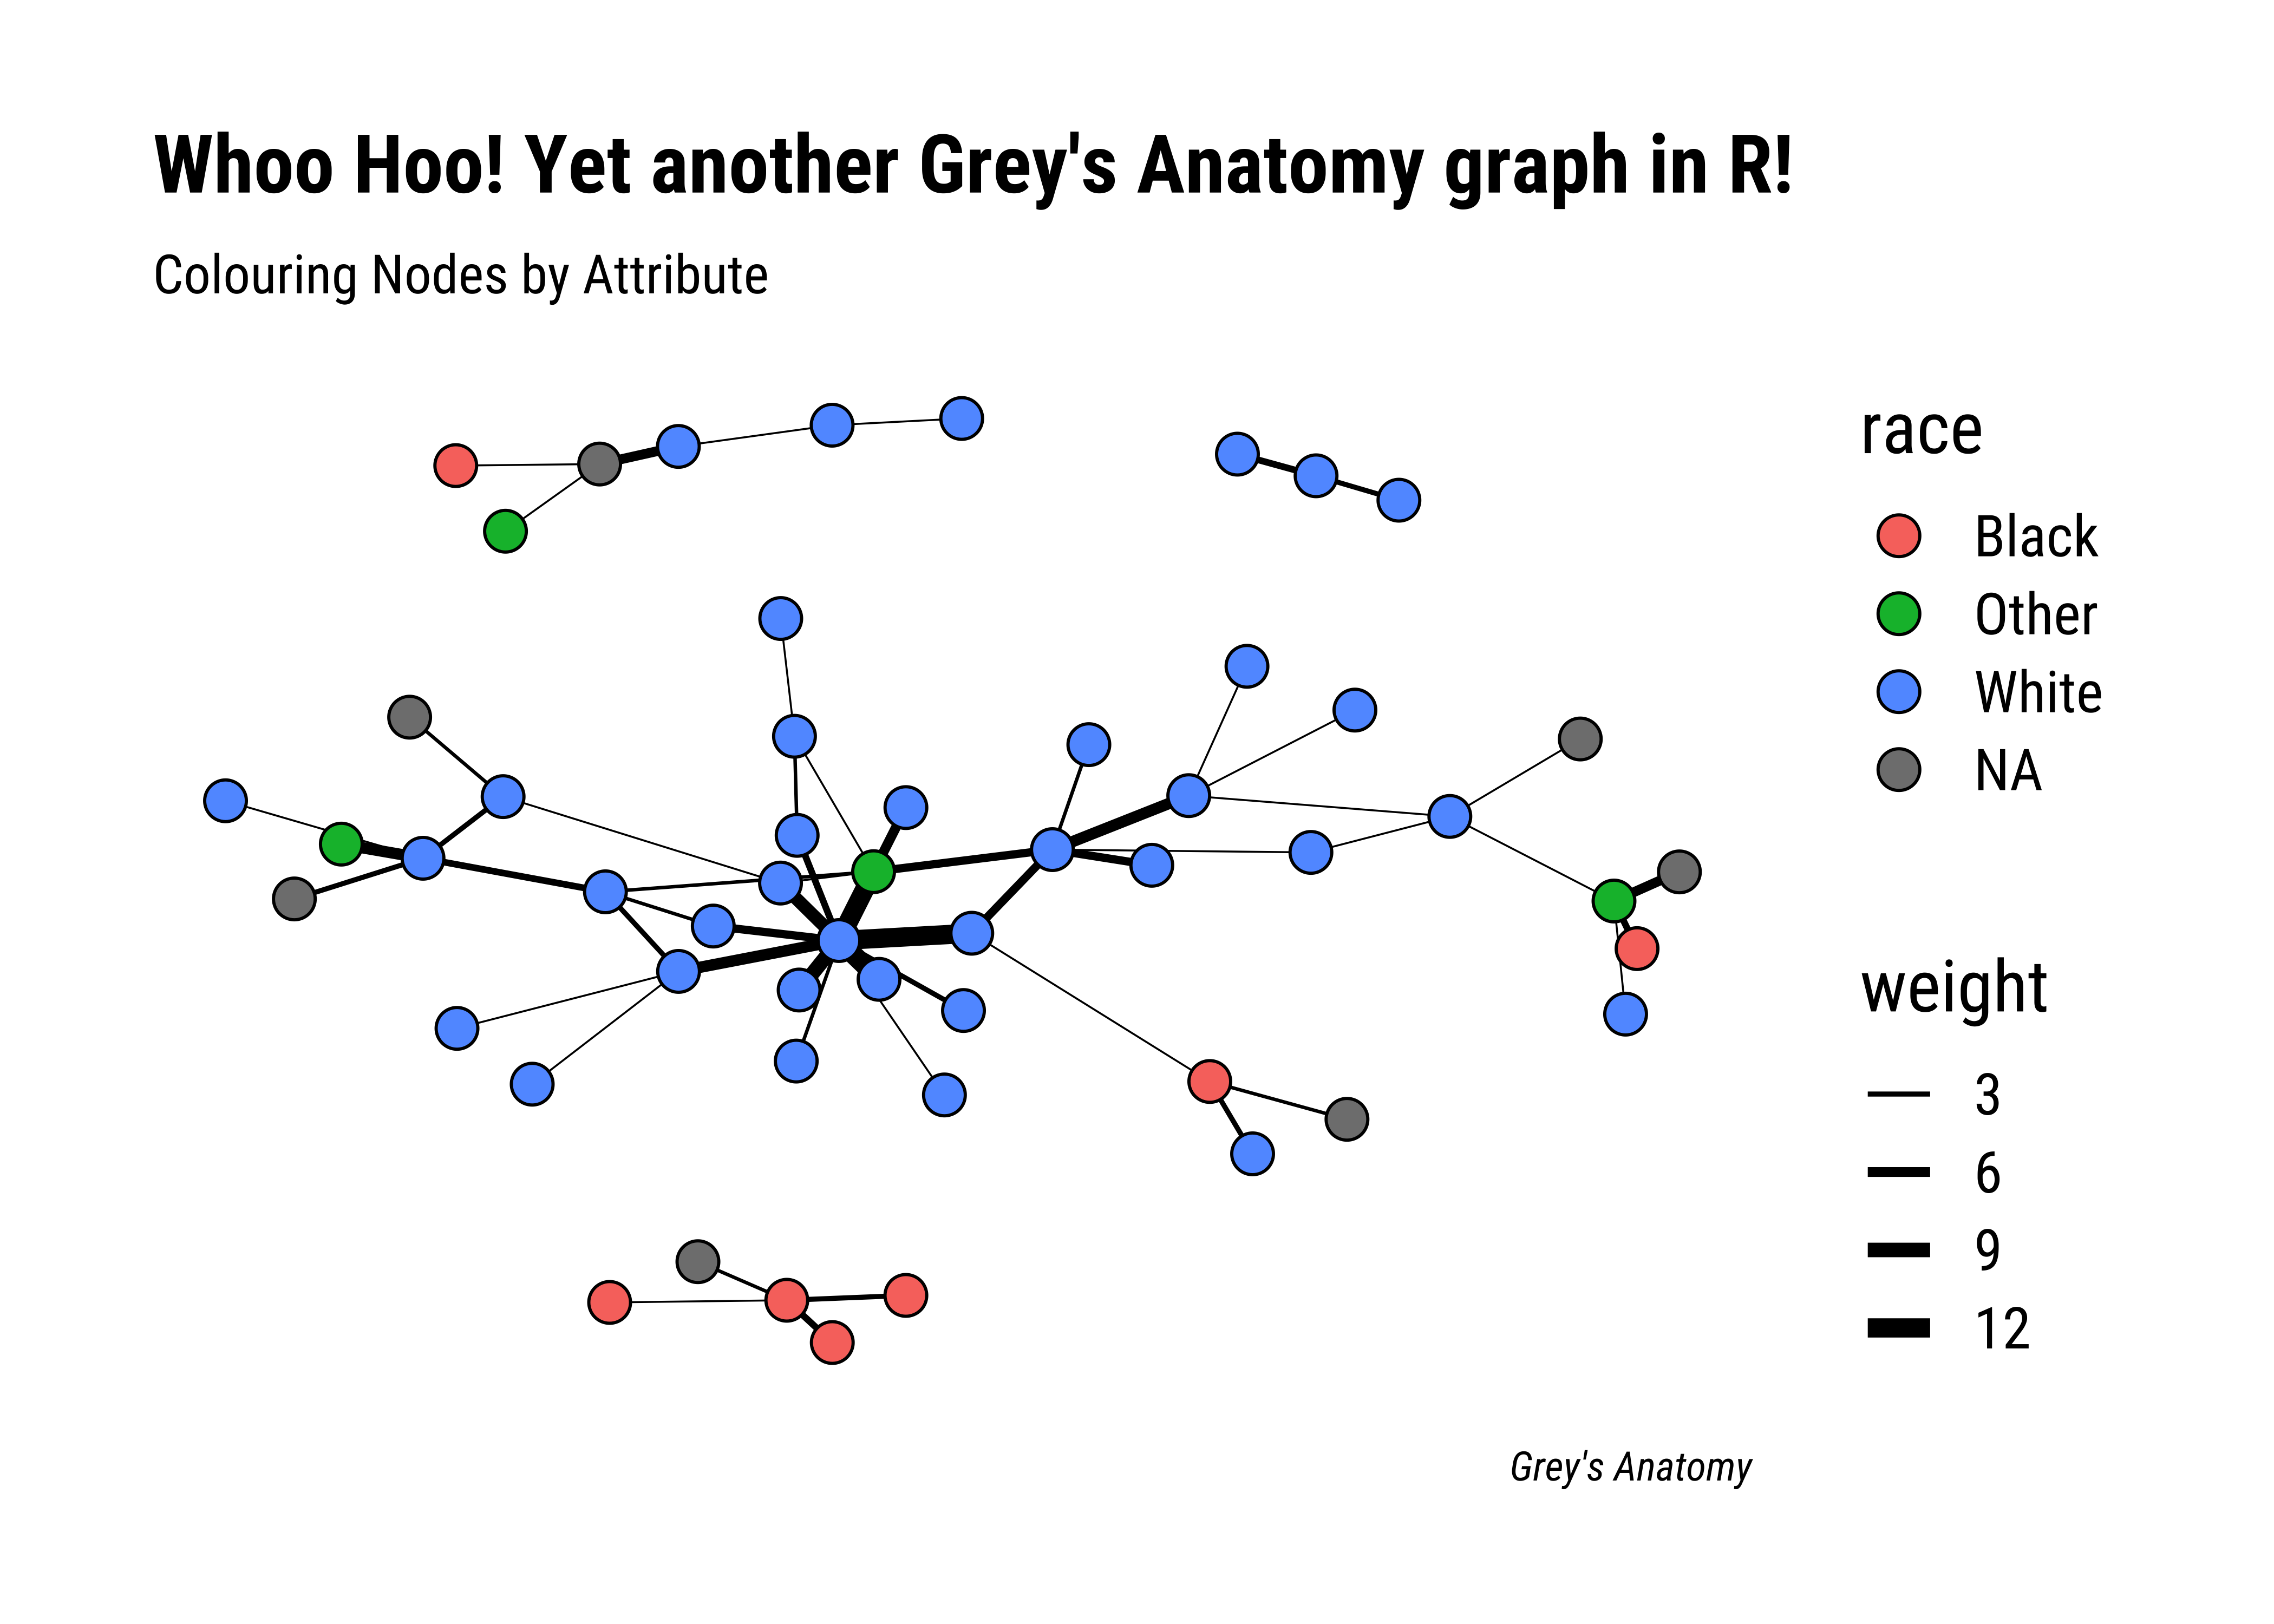 Whoo Hoo! Yet another Grey's Anatomy graph in R!
Colouring Nodes by Attribute
race
Black
Other
White
NA
weight
3
6
9
12
Grey's Anatomy